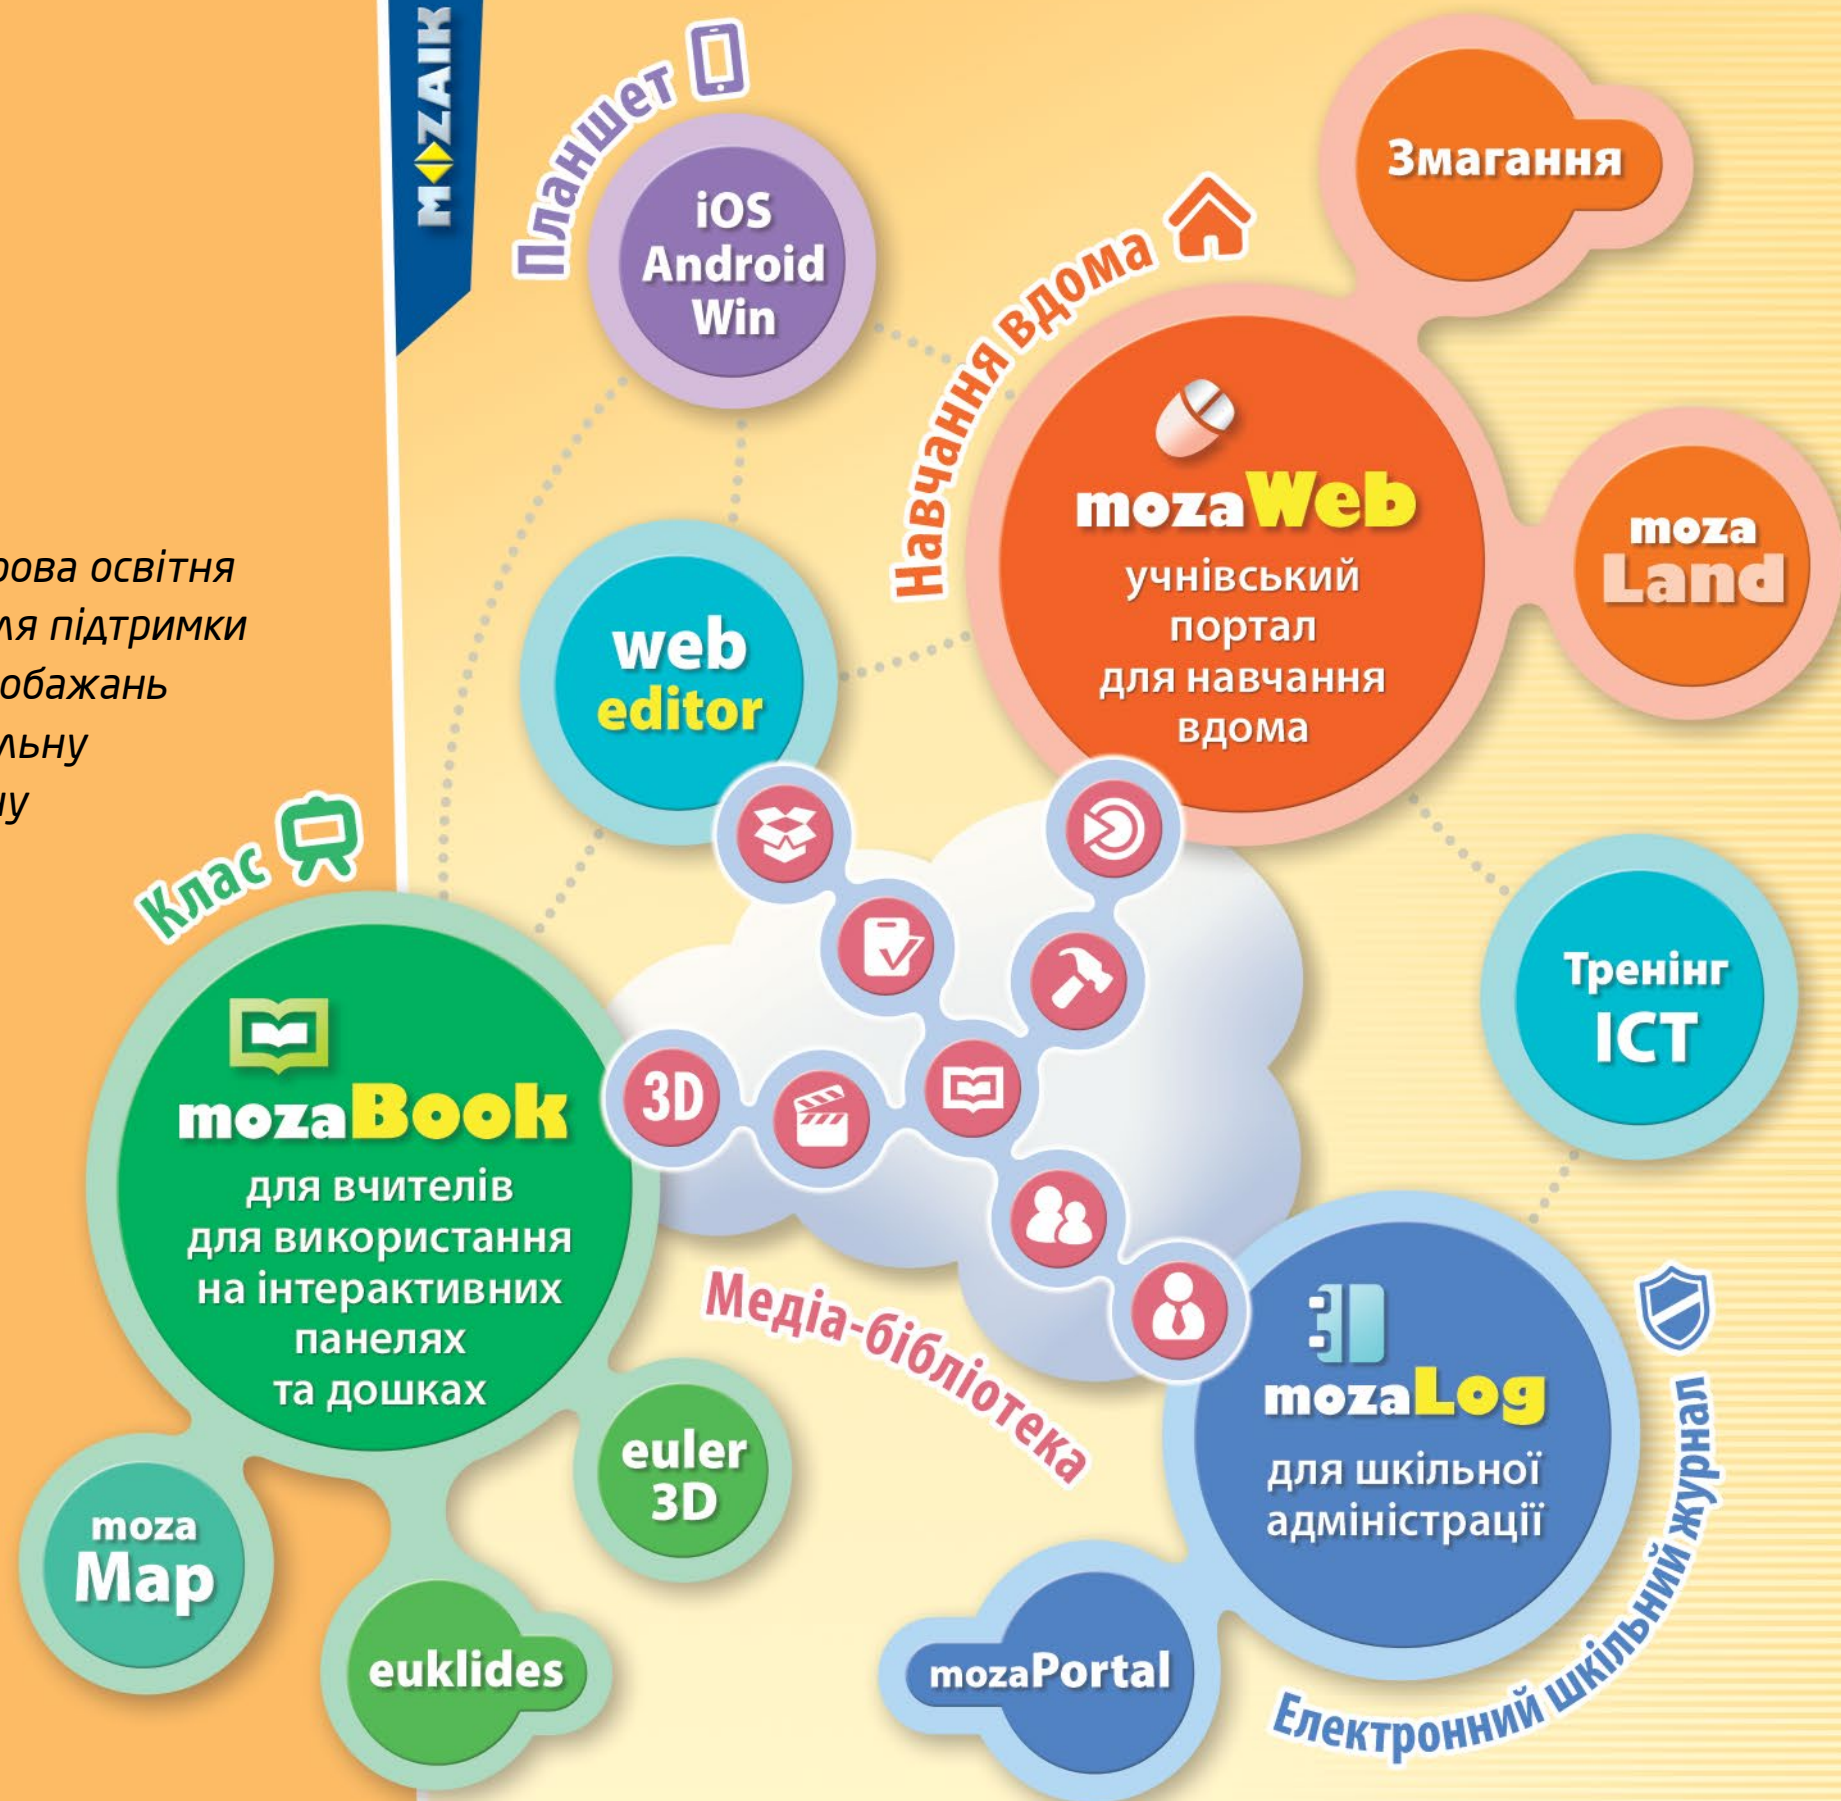 MOZAIK
Планшет
iOS
Android
Win
Змагання
Навчання вдома
mozaWeb
учнівський
портал
для навчання
вдома
moza
Land
освітня
підтримки
web
editor
Клас
mozaBook
для вчителів
для використання
на інтерактивних
панелях
та дошках
3D
Тренінг
ICT
Медіа-бібліотека
mozaLog
для шкільної
адміністрації
Електронний шкільний журнал
euler
3D
moza
Map
euklides
mozaPortal